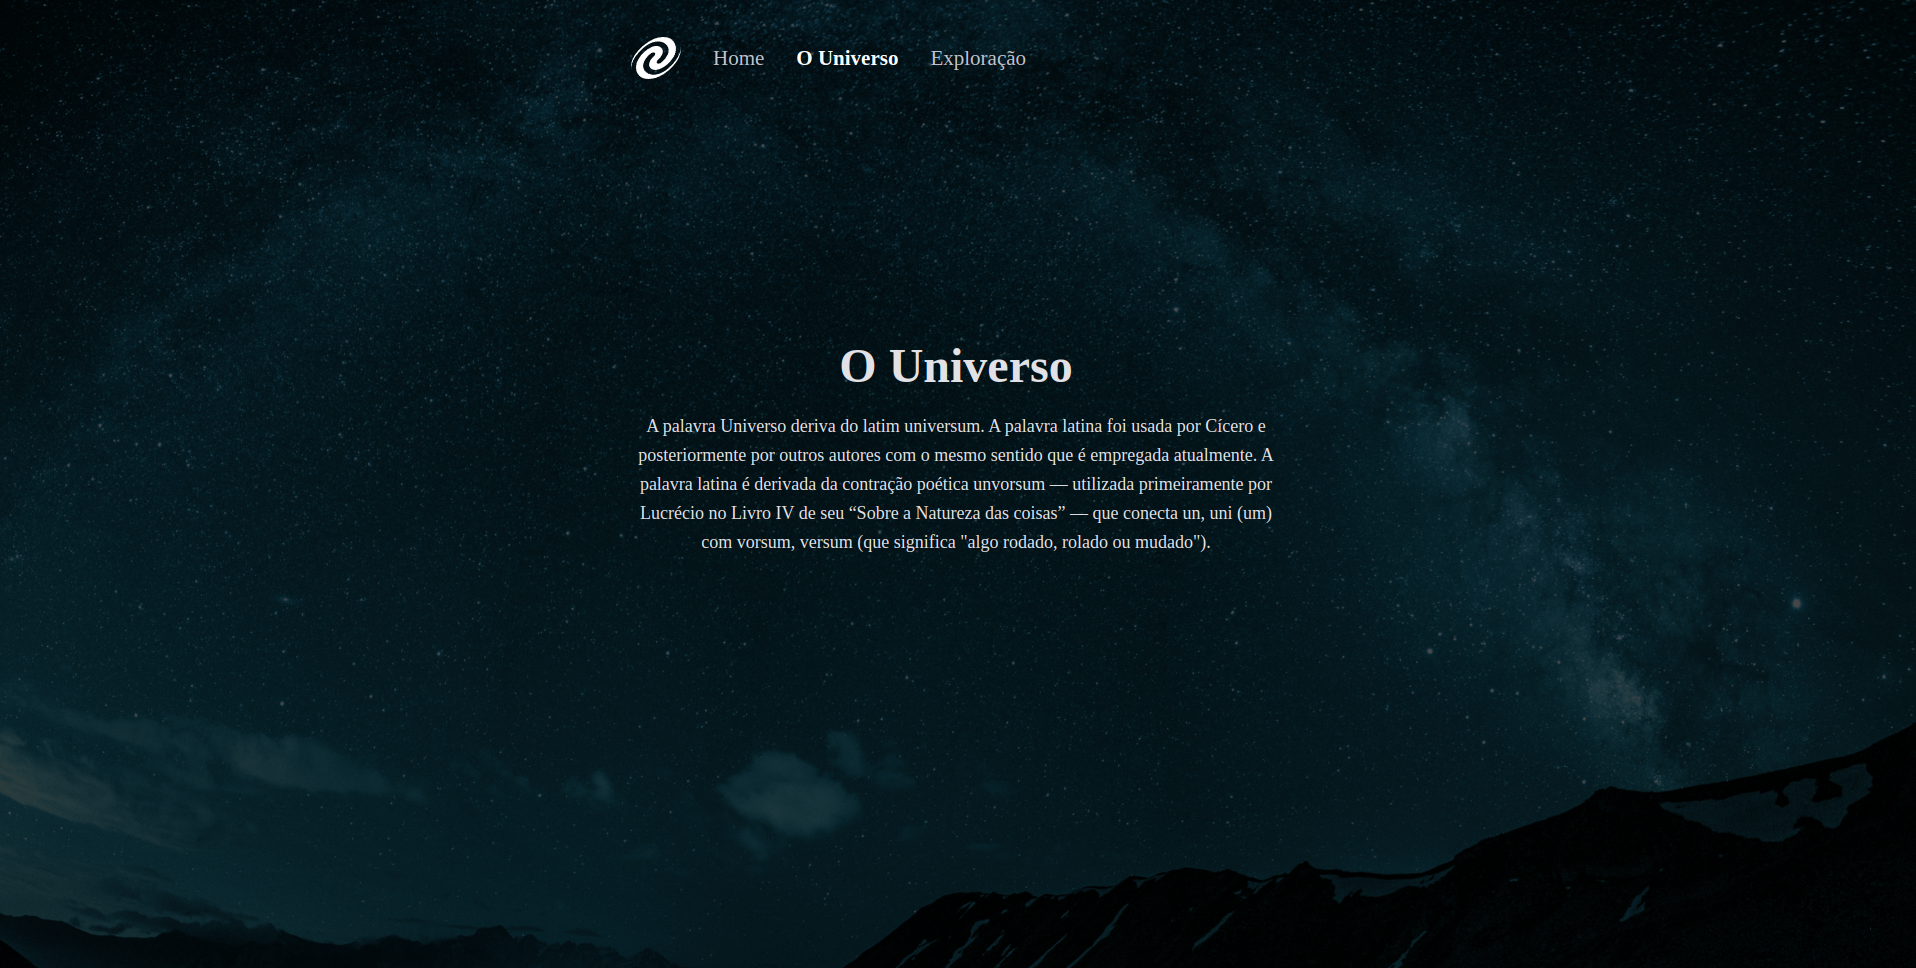 Home O Universo Exploração
O Universo
A palavra Universo deriva do latim universum. A palavra latina foi usada por Cícero e
posteriormente por outros autores com o mesmo sentido que é empregada atualmente. A
palavra latina é derivada da contração poética unvorsum — utilizada primeiramente por
Lucrécio no Livro IV de seu “Sobre a Natureza das coisas” — que conecta un, uni (um)
com vorsum, versum (que significa "algo rodado, rolado ou mudado").